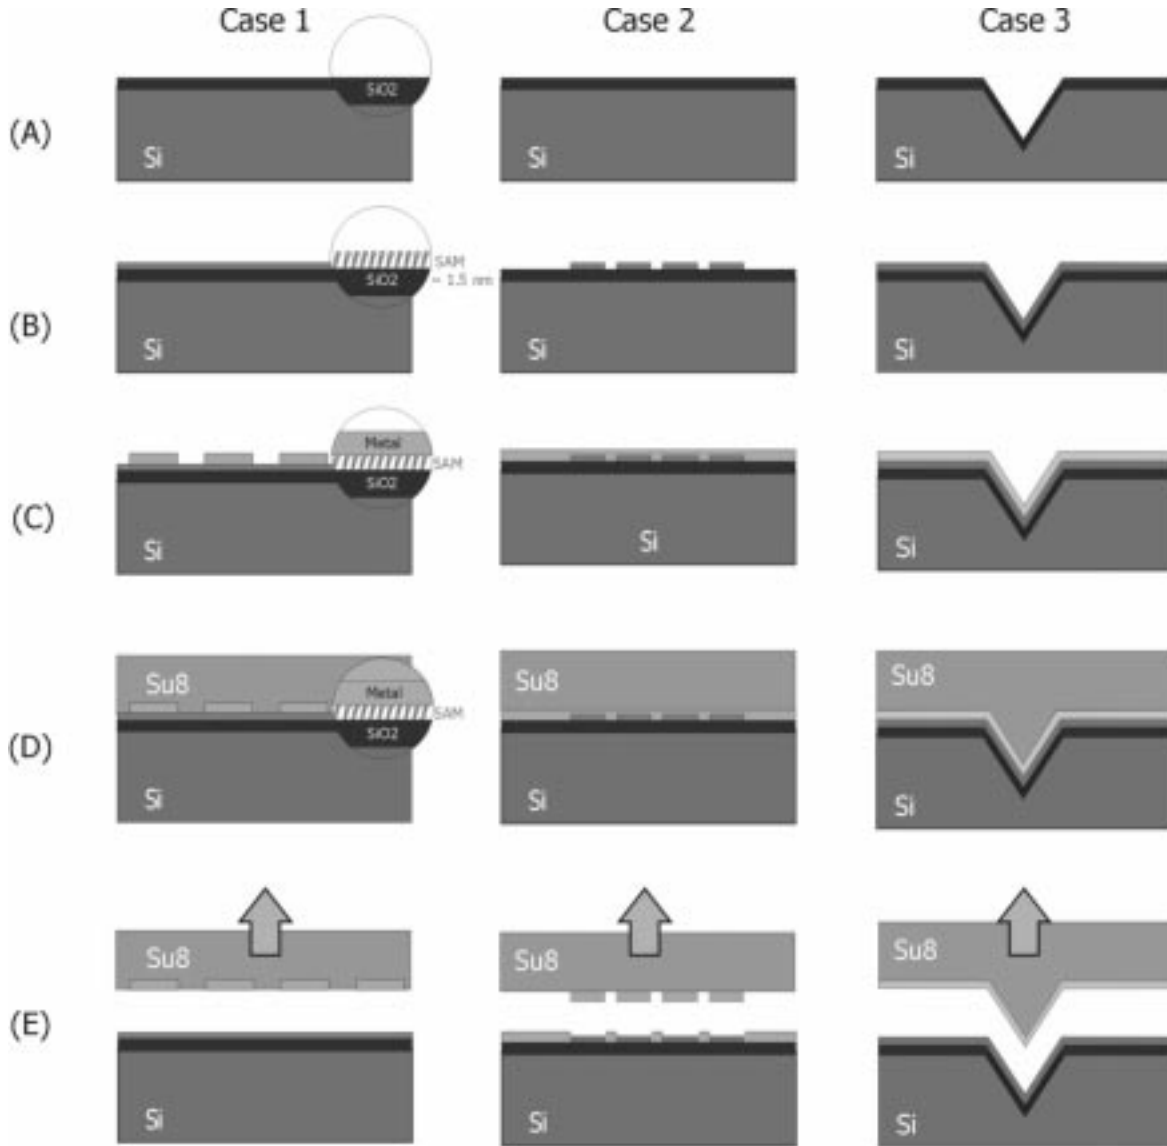 Case 1 Case 2 Case 3
(A)
SiO2
Si Si Si
(B)
SAM
SiO2 ~ 1.5 nm
Si Si Si
(C)
Metal
SAM
SiO2
Si Si Si
(D)
Su8 Su8 Su8
Metal
SAM
SiO2
Si Si Si
(E)
Su8 Su8 Su8
Si Si Si